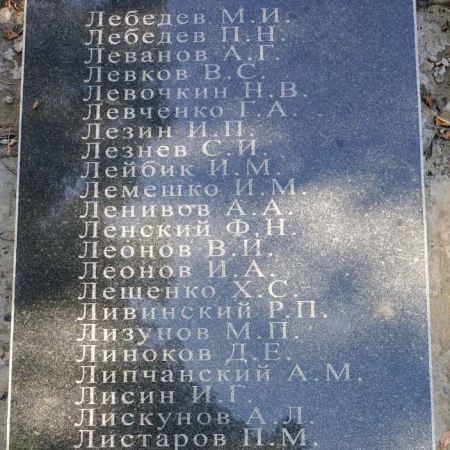 Лебедев М.И.
Лебедев П.Н.
Леванов А.Г.
Левков В.С.
Левочкин Н.В.
Левченко Г.А.
Лезин И.П.
Лезнев С.И.
Лейбик И.М.
Лемешко И.М.
Ленивов А.А.
Ленский Ф.Н.
Леонов В.И.
Леонов И.А.
Лешенко Х.С.
Ливинский Р.П.
Лизунов М.П.
Линоков Д.Е.
Липчанский А.М.
Лисин И.Г.
Лискунов А.Л.
Листаров П.М.